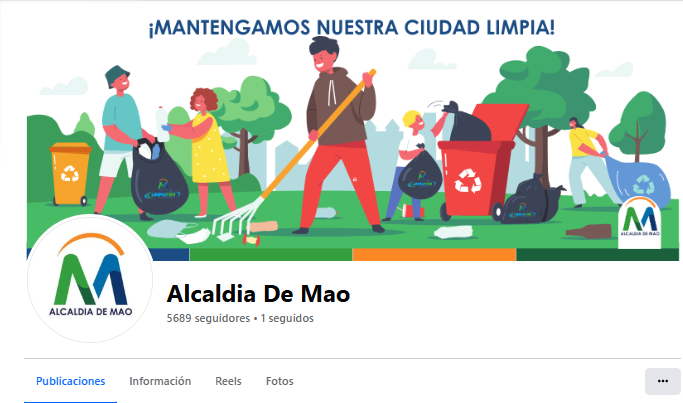 ¡MANTENGAMOS NUESTRA CIUDAD LIMPIA!
ALCALDIA DE MAO
ALCALDIA DE MAO
Alcaldia De Mao
5689 seguidores • 1 seguidos
Publicaciones Información Reels Fotos